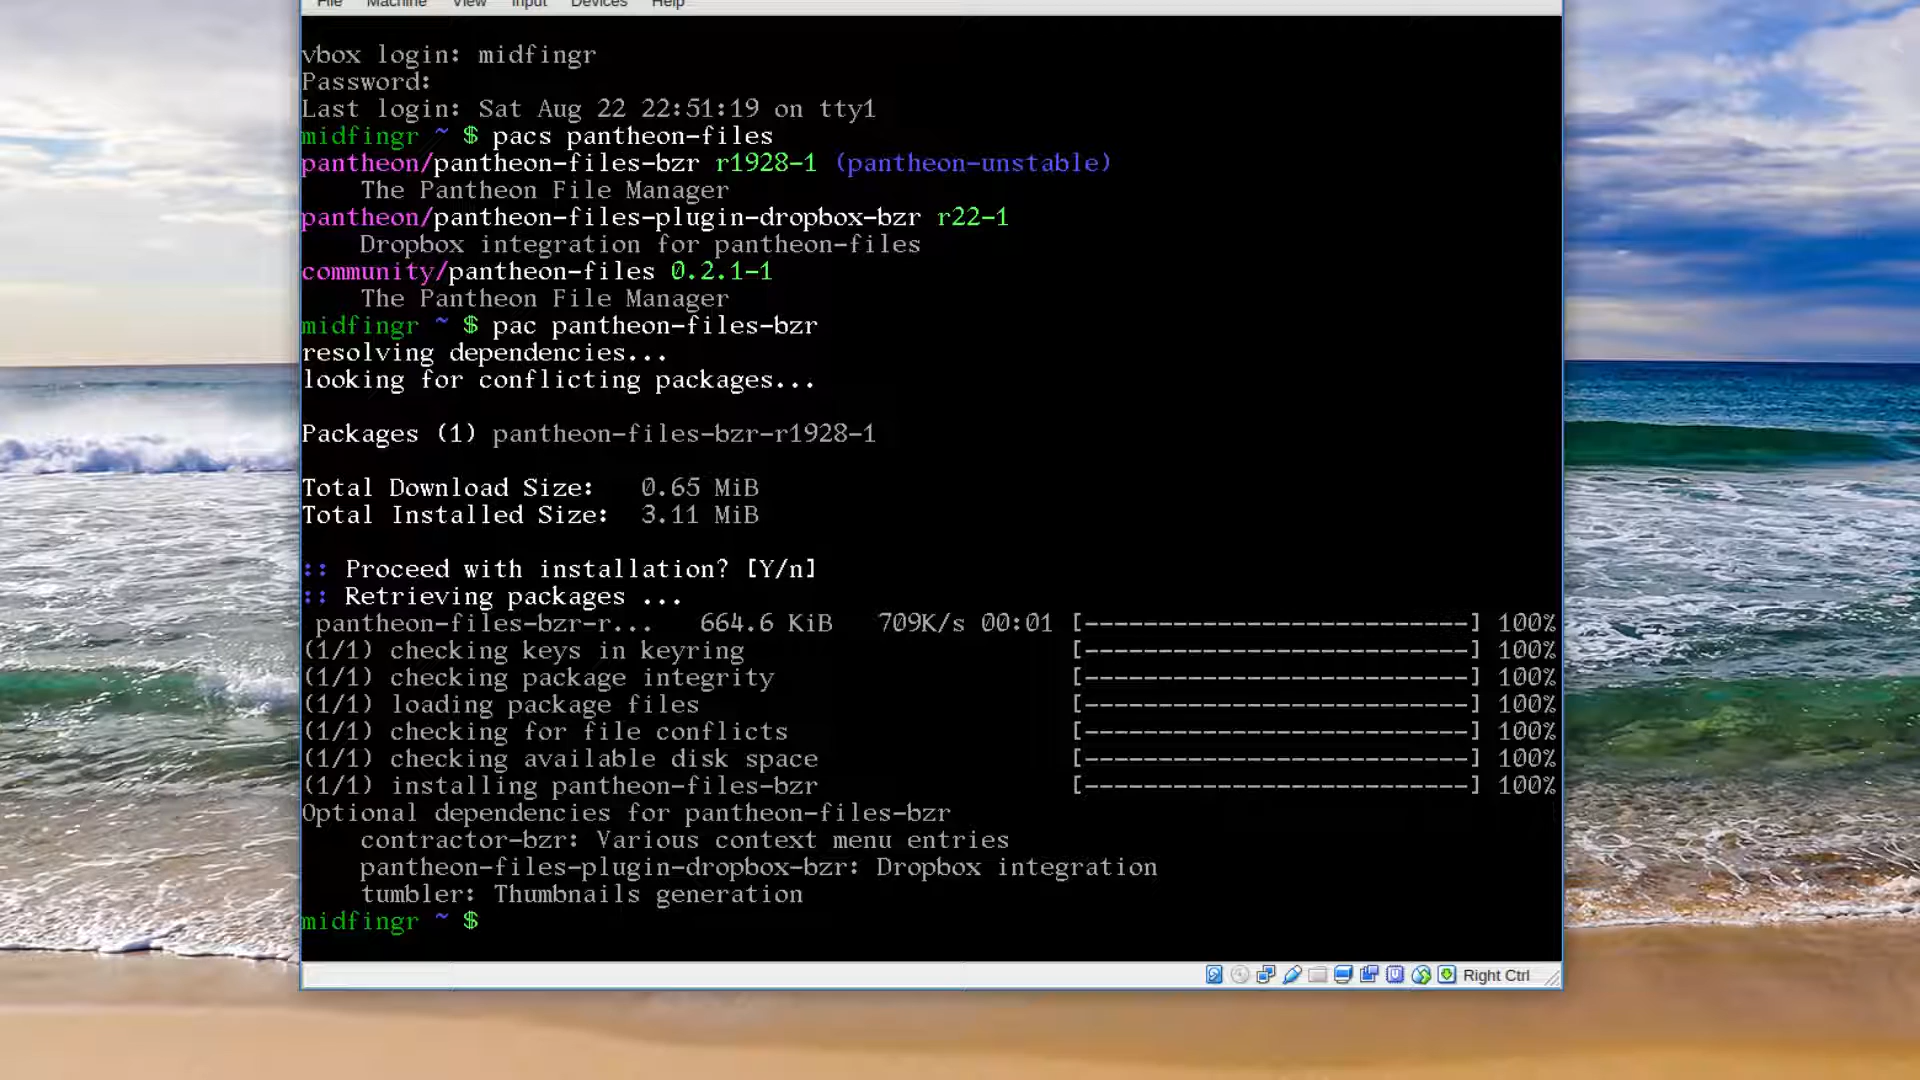 File Machine View Input Devices Help
vbox login: midfingr
Password:
Last login: Sat Aug 22 22:51:19 on tty1
midfingr ~ $ pacs pantheon-files
pantheon/pantheon-files-bzr r1928-1 (pantheon-unstable)
The Pantheon File Manager
pantheon/pantheon-files-plugin-dropbox-bzr r22-1
Dropbox integration for pantheon-files
community/pantheon-files 0.2.1-1
The Pantheon File Manager
midfingr ~ $ pac pantheon-files-bzr
resolving dependencies...
looking for conflicting packages...
Packages (1) pantheon-files-bzr-r1928-1
Total Download Size: 0.65 MiB
Total Installed Size: 3.11 MiB
:: Proceed with installation? [Y/n]
:: Retrieving packages ...
pantheon-files-bzr-r... 664.6 KiB 709K/s 00:01 [--------------------------] 100%
(1/1) checking keys in keyring [--------------------------] 100%
(1/1) checking package integrity [--------------------------] 100%
(1/1) loading package files [--------------------------] 100%
(1/1) checking for file conflicts [--------------------------] 100%
(1/1) checking available disk space [--------------------------] 100%
(1/1) installing pantheon-files-bzr [--------------------------] 100%
Optional dependencies for pantheon-files-bzr
contractor-bzr: Various context menu entries
pantheon-files-plugin-dropbox-bzr: Dropbox integration
tumbler: Thumbnails generation
midfingr ~ $
Right Ctrl